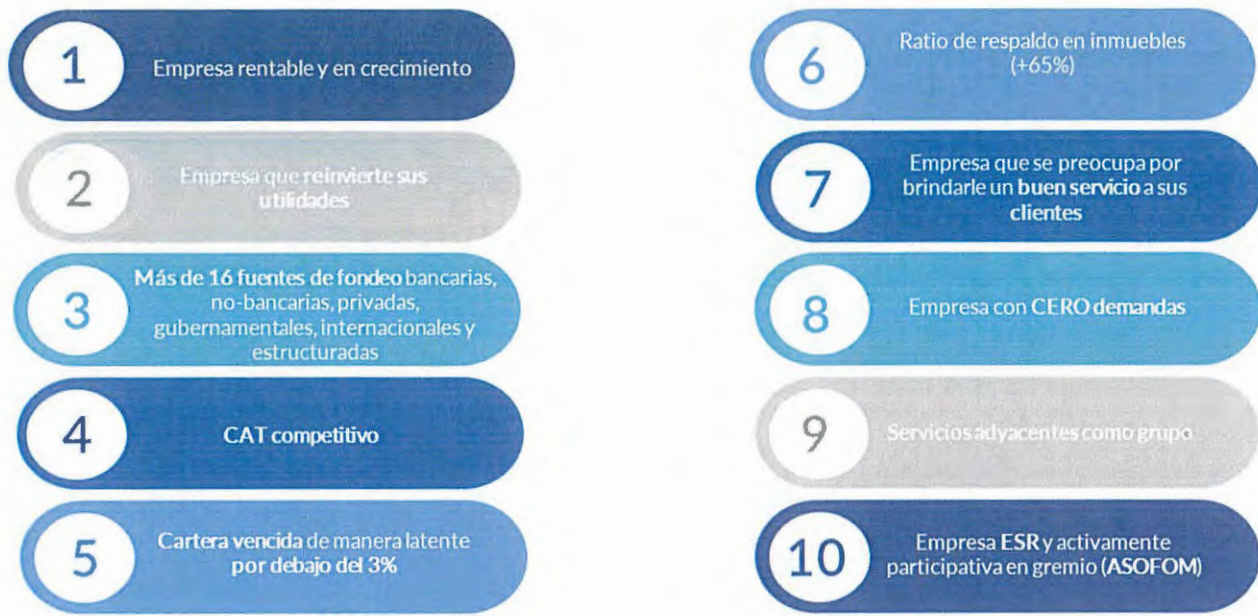 1
Empresa rentable y en crecimiento
2
Empresa que reinvierte sus
utilidades
3
Más de 16 fuentes de fondeo bancarias,
no-bancarias, privadas,
gubernamentales, internacionales y
estructuradas
4
CAT competitivo
5
Cartera vencida de manera latente
por debajo del 3%
6
Ratio de respaldo en inmuebles
(+65%)
7
Empresa que se preocupa por
brindarle un buen servicio a sus
clientes
8
Empresa con CERO demandas
9
Servicios adyacentes como grupo
10
Empresa ESR y activamente
participativa en gremio (ASOFOM)